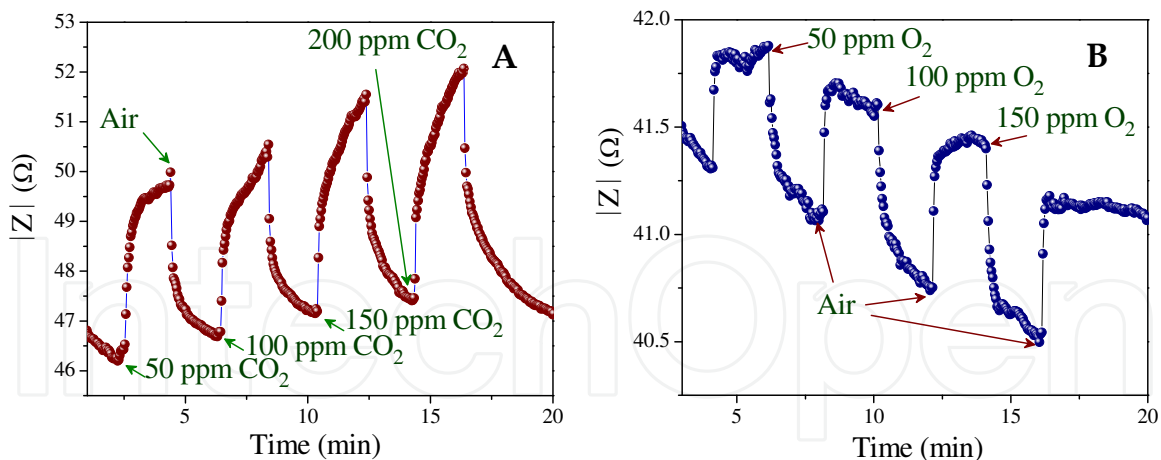 53
52
51
50
49
48
47
46
|Z| (Ω)
A
200 ppm CO₂
Air
150 ppm CO₂
100 ppm CO₂
50 ppm CO₂
5
10
15
20
Time (min)
42.0
41.5
41.0
40.5
|Z| (Ω)
B
50 ppm O₂
100 ppm O₂
150 ppm O₂
Air
5
10
15
20
Time (min)
IntechOpen